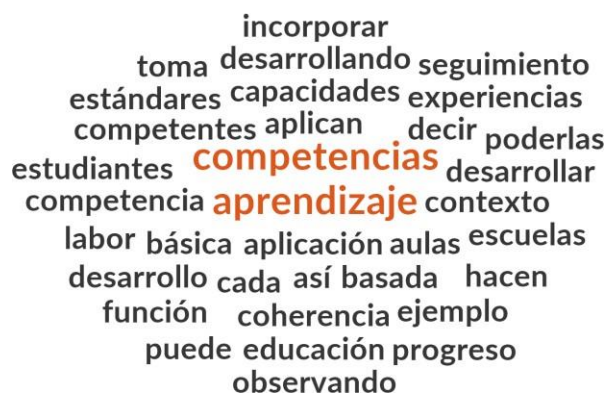 incorporar
toma desarrollando seguimiento
estándares capacidades experiencias
competentes aplican decir poderlas
estudiantes competencias desarrollar
competencia aprendizaje contexto
labor básica aplicación aulas escuelas
desarrollo cada así basada hacen
función coherencia ejemplo
puede educación progreso
observando